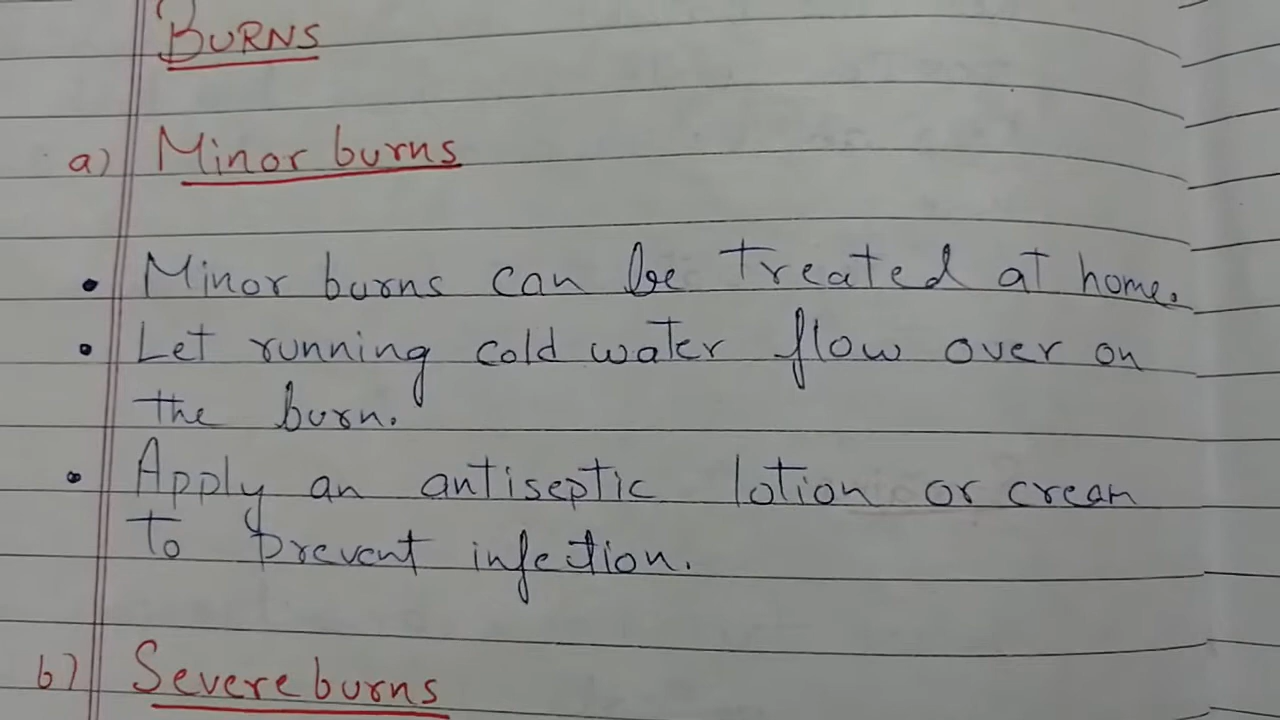 BURNS
a) Minor burns
• Minor burns can be treated at home.
• Let running cold water flow over on
the burn.
• Apply an antiseptic lotion or cream
to prevent infection.
b) Severe burns